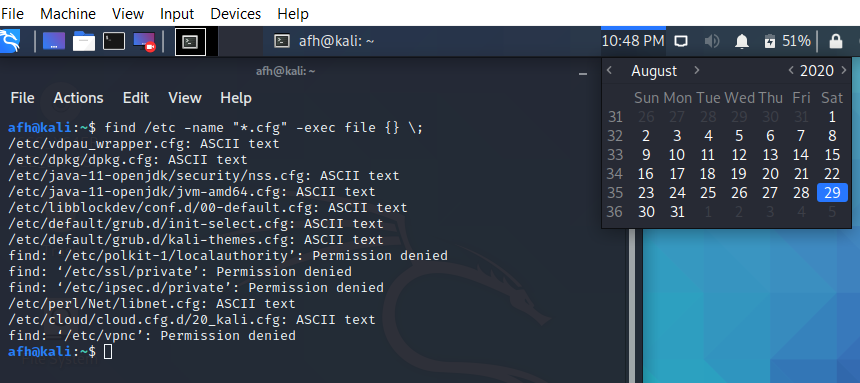 File Machine View Input Devices Help
afh@kali: ~ 10:48 PM 51%
afh@kali: ~
File Actions Edit View Help
afh@kali:~$ find /etc -name "*.cfg" -exec file {} \;
/etc/vdpau_wrapper.cfg: ASCII text
/etc/dpkg/dpkg.cfg: ASCII text
/etc/java-11-openjdk/security/nss.cfg: ASCII text
/etc/java-11-openjdk/jvm-amd64.cfg: ASCII text
/etc/libblockdev/conf.d/00-default.cfg: ASCII text
/etc/default/grub.d/init-select.cfg: ASCII text
/etc/default/grub.d/kali-themes.cfg: ASCII text
find: ‘/etc/polkit-1/localauthority’: Permission denied
find: ‘/etc/ssl/private’: Permission denied
find: ‘/etc/ipsec.d/private’: Permission denied
/etc/perl/Net/libnet.cfg: ASCII text
/etc/cloud/cloud.cfg.d/20_kali.cfg: ASCII text
find: ‘/etc/vpnc’: Permission denied
afh@kali:~$
August 2020
Sun Mon Tue Wed Thu Fri Sat
31 26 27 28 29 30 31 1
32 2 3 4 5 6 7 8
33 9 10 11 12 13 14 15
34 16 17 18 19 20 21 22
35 23 24 25 26 27 28 29
36 30 31 1 2 3 4 5